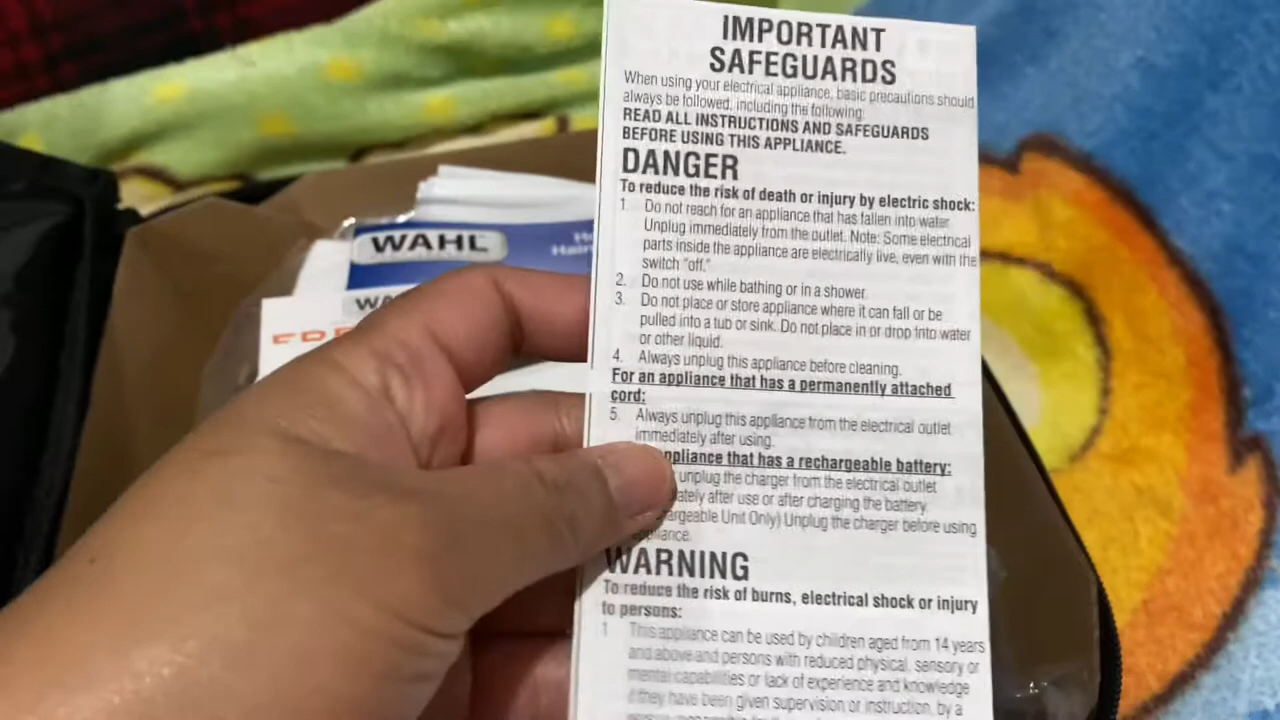 IMPORTANT
SAFEGUARDS
When using your electrical appliance, basic precautions should
always be followed, including the following:
READ ALL INSTRUCTIONS AND SAFEGUARDS
BEFORE USING THIS APPLIANCE.
DANGER
To reduce the risk of death or injury by electric shock:
1. Do not reach for an appliance that has fallen into water.
Unplug immediately from the outlet. Note: Some electrical
parts inside the appliance are electrically live, even with the
switch "off."
2. Do not use while bathing or in a shower.
3. Do not place or store appliance where it can fall or be
pulled into a tub or sink. Do not place in or drop into water
or other liquid.
4. Always unplug this appliance before cleaning.
For an appliance that has a permanently attached
cord:
5. Always unplug this appliance from the electrical outlet
immediately after using.
appliance that has a rechargeable battery:
unplug the charger from the electrical outlet
after use or after charging the battery.
Unit Only) Unplug the charger before using
WARNING
To reduce the risk of burns, electrical shock or injury
to persons:
1 This appliance can be used by children aged from 14 years
and above and persons with reduced physical, sensory or
mental capabilities or lack of experience and knowledge
if they have been given supervision or instruction, by a
WAHL
WA